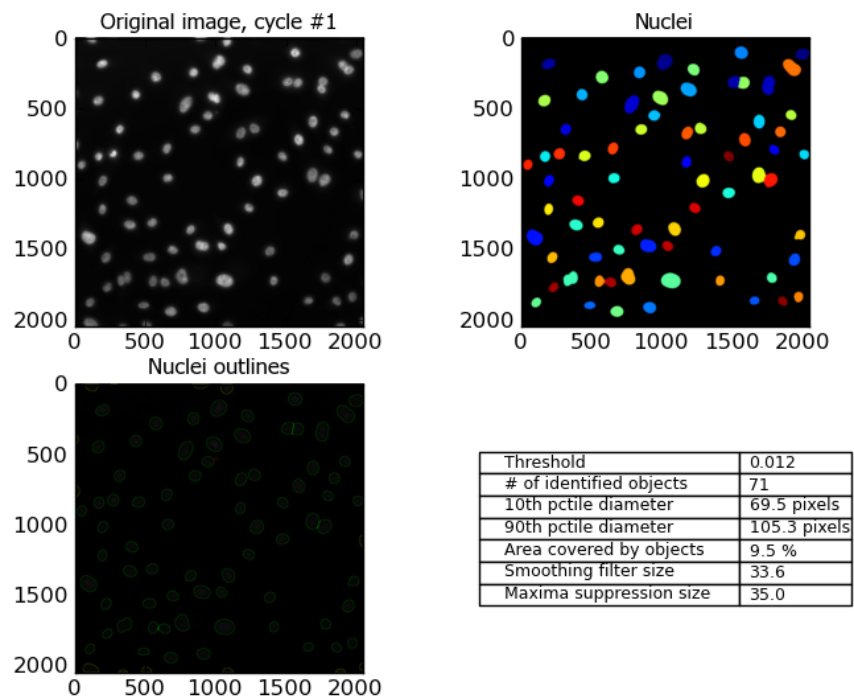 Original image, cycle #1
0
500
1000
1500
2000
0 500 1000 1500 2000
Nuclei
0
500
1000
1500
2000
0 500 1000 1500 2000
Nuclei outlines
0
500
1000
1500
2000
0 500 1000 1500 2000
Threshold 0.012
# of identified objects 71
10th pctile diameter 69.5 pixels
90th pctile diameter 105.3 pixels
Area covered by objects 9.5 %
Smoothing filter size 33.6
Maxima suppression size 35.0